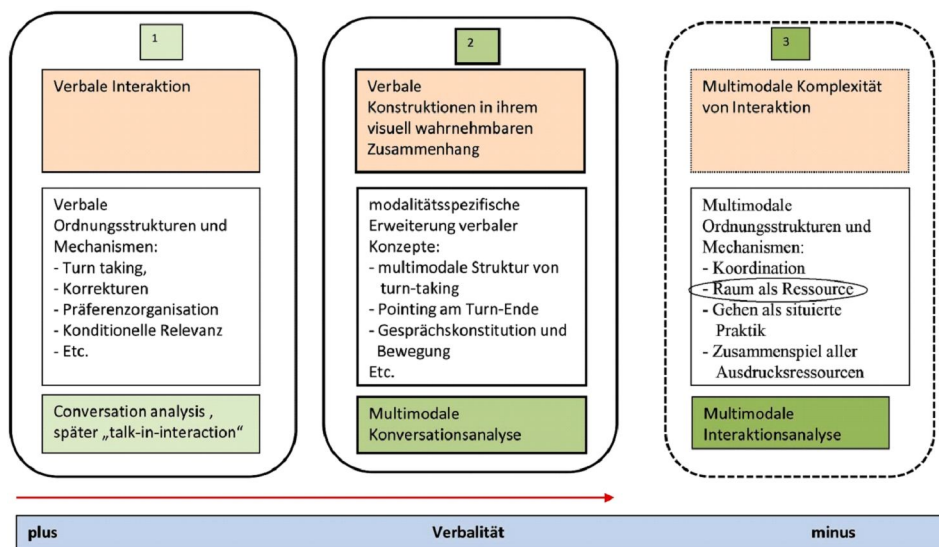 1
Verbale Interaktion
Verbale
Ordnungsstrukturen und
Mechanismen:
- Turn taking,
- Korrekturen
- Präferenzorganisation
- Konditionelle Relevanz
- Etc.
Conversation analysis ,
später „talk-in-interaction“
2
Verbale
Konstruktionen in ihrem
visuell wahrnehmbaren
Zusammenhang
modalitätsspezifische
Erweiterung verbaler
Konzepte:
- multimodale Struktur von
turn-taking
- Pointing am Turn-Ende
- Gesprächskonstitution und
Bewegung
Etc.
Multimodale
Konversationsanalyse
3
Multimodale Komplexität
von Interaktion
Multimodale
Ordnungsstrukturen und
Mechanismen:
- Koordination
- Raum als Ressource
- Gehen als situierte
Praktik
- Zusammenspiel aller
Ausdrucksressourcen
Multimodale
Interaktionsanalyse
plus Verbalität minus